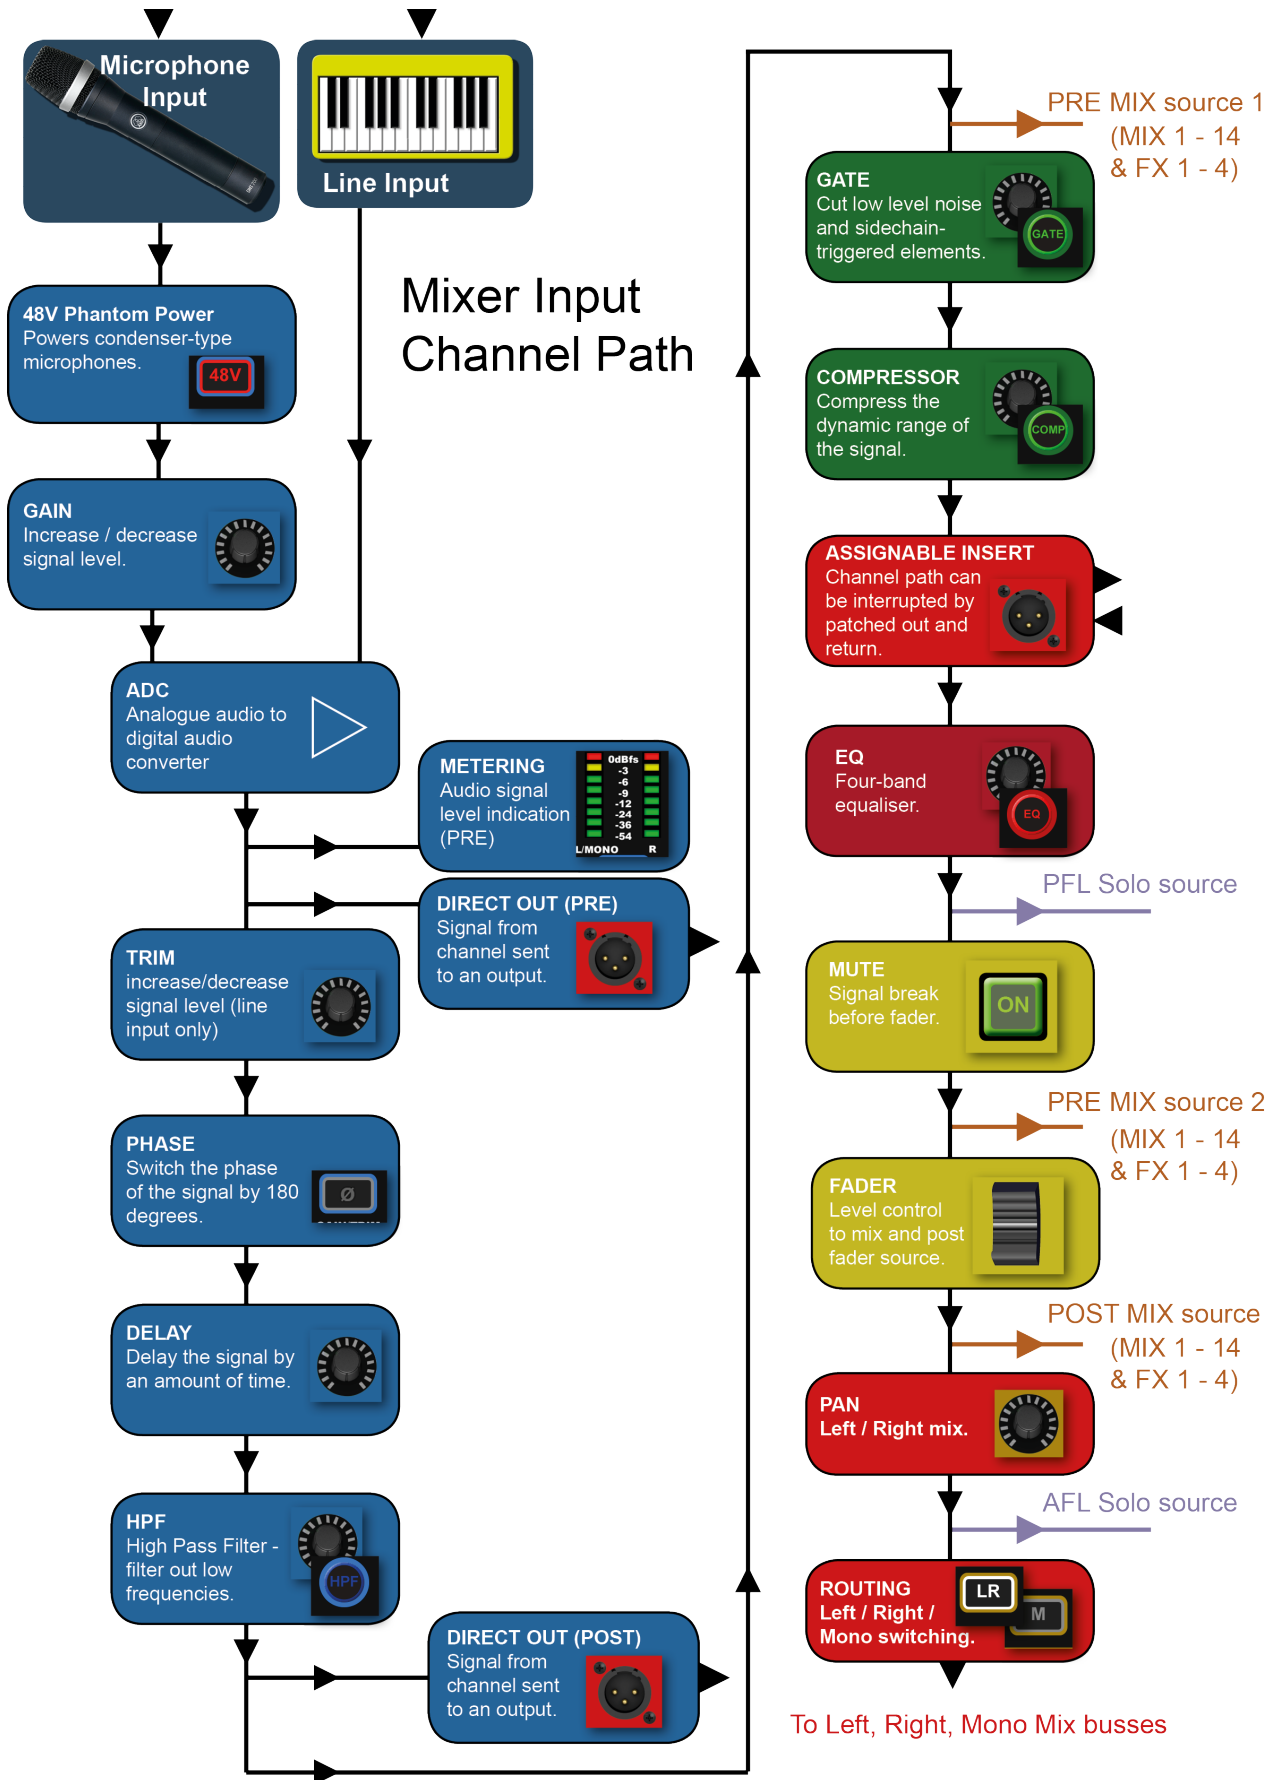 Microphone
Input
Line Input
Mixer Input
Channel Path
48V Phantom Power
Powers condenser-type
microphones.
48V
GAIN
Increase / decrease
signal level.
ADC
Analogue audio to
digital audio
converter
METERING
Audio signal
level indication
(PRE)
0dBfs
-3
-6
-9
-12
-24
-36
-54
L/MONO R
DIRECT OUT (PRE)
Signal from
channel sent
to an output.
TRIM
increase/decrease
signal level (line
input only)
PHASE
Switch the phase
of the signal by 180
degrees.
Ø
DELAY
Delay the signal by
an amount of time.
HPF
High Pass Filter -
filter out low
frequencies.
HPF
DIRECT OUT (POST)
Signal from
channel sent
to an output.
PRE MIX source 1
(MIX 1 - 14
& FX 1 - 4)
GATE
Cut low level noise
and sidechain-
triggered elements.
GATE
COMPRESSOR
Compress the
dynamic range of
the signal.
COMP
ASSIGNABLE INSERT
Channel path can
be interrupted by
patched out and
return.
EQ
Four-band
equaliser.
EQ
PFL Solo source
MUTE
Signal break
before fader.
ON
PRE MIX source 2
(MIX 1 - 14
& FX 1 - 4)
FADER
Level control
to mix and post
fader source.
POST MIX source
(MIX 1 - 14
& FX 1 - 4)
PAN
Left / Right mix.
AFL Solo source
ROUTING
Left / Right /
Mono switching.
LR
M
To Left, Right, Mono Mix busses